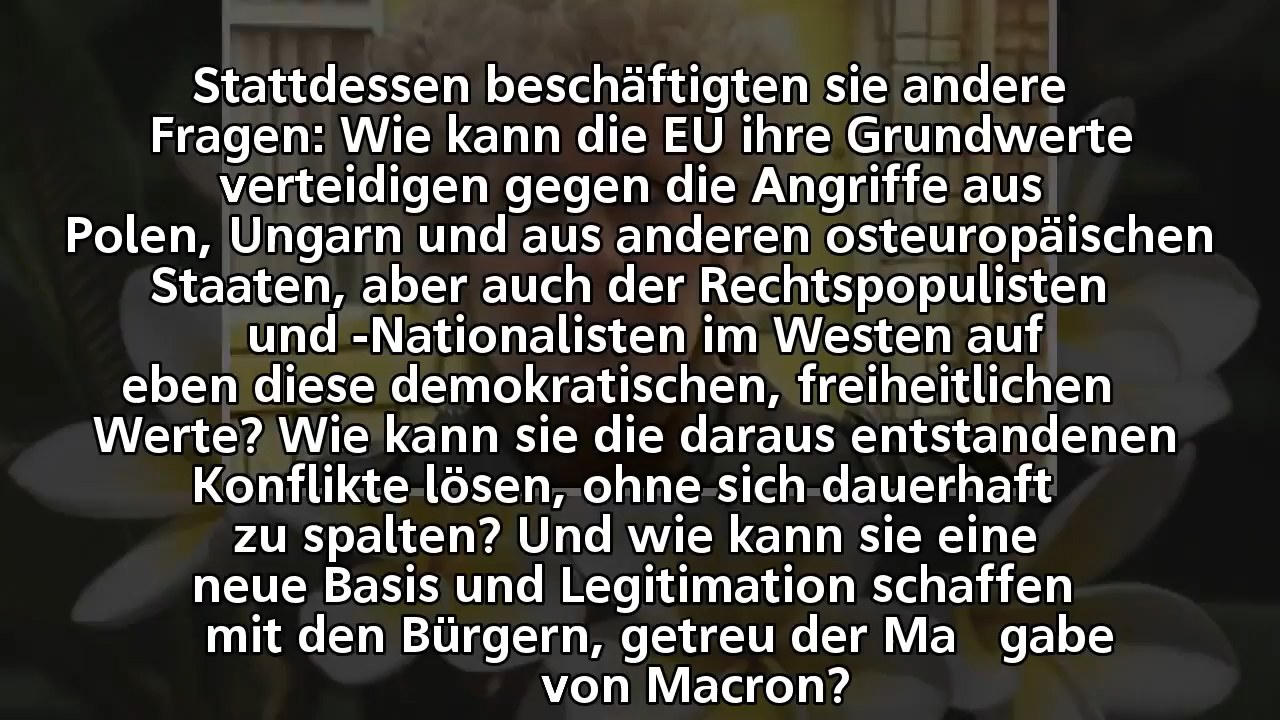 Stattdessen beschäftigten sie andere
Fragen: Wie kann die EU ihre Grundwerte
verteidigen gegen die Angriffe aus
Polen, Ungarn und aus anderen osteuropäischen
Staaten, aber auch der Rechtspopulisten
und -Nationalisten im Westen auf
eben diese demokratischen, freiheitlichen
Werte? Wie kann sie die daraus entstandenen
Konflikte lösen, ohne sich dauerhaft
zu spalten? Und wie kann sie eine
neue Basis und Legitimation schaffen
mit den Bürgern, getreu der Ma gabe
von Macron?